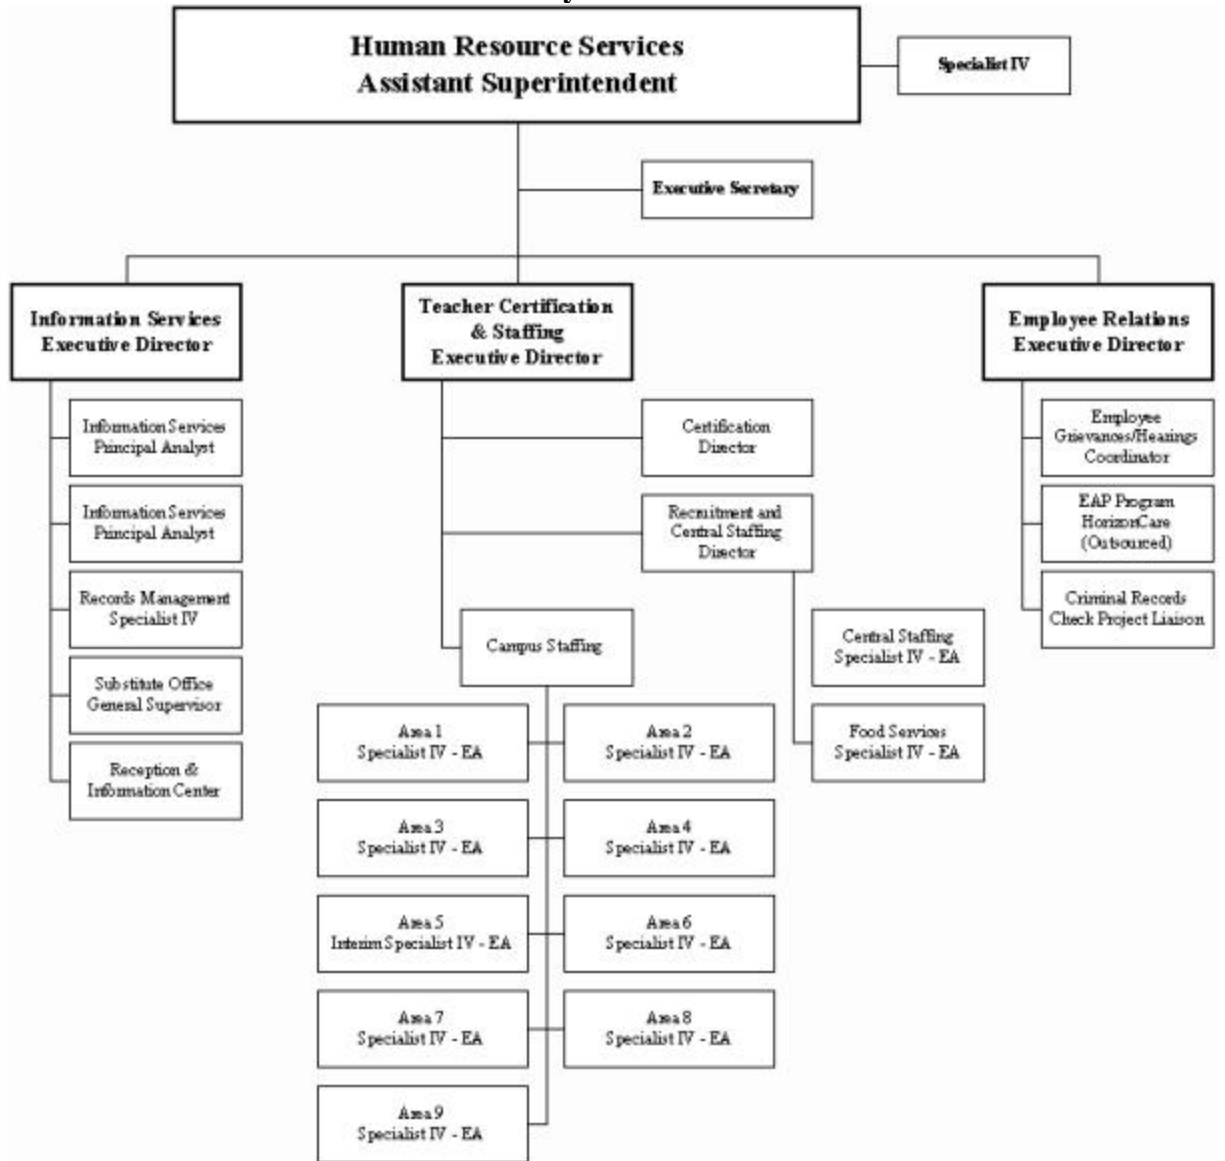 Human Resource Services
Assistant Superintendent
Specialist IV
Executive Secretary
Information Services
Executive Director
Teacher Certification
& Staffing
Executive Director
Employee Relations
Executive Director
Information Services
Principal Analyst
Information Services
Principal Analyst
Records Management
Specialist IV
Substitute Office
General Supervisor
Reception &
Information Center
Certification
Director
Recruitment and
Central Staffing
Director
Campus Staffing
Central Staffing
Specialist IV - EA
Food Services
Specialist IV - EA
Area 1
Specialist IV - EA
Area 2
Specialist IV - EA
Area 3
Specialist IV - EA
Area 4
Specialist IV - EA
Area 5
Interim Specialist IV - EA
Area 6
Specialist IV - EA
Area 7
Specialist IV - EA
Area 8
Specialist IV - EA
Area 9
Specialist IV - EA
Employee
Grievances/Hearings
Coordinator
EAP Program
HorizonCare
(Outsourced)
Criminal Records
Check Project Liaison